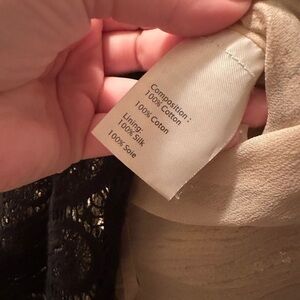 Composition :
100% Cotton
100% Coton
Lining:
100% Silk
100% Soie